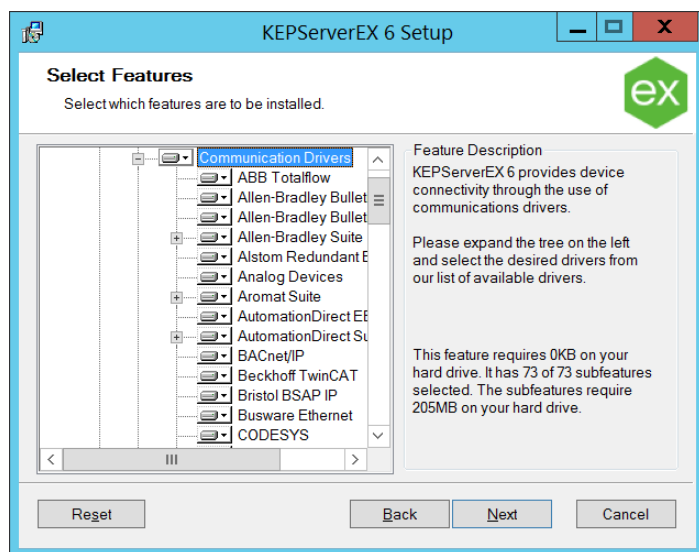 KEPServerEX 6 Setup
X
Select Features
Select which features are to be installed.
ex
Communication Drivers
ABB Totalflow
Allen-Bradley Bullet
Allen-Bradley Bullet
Allen-Bradley Suite
Alstom Redundant E
Analog Devices
Aromat Suite
AutomationDirect EB
AutomationDirect Su
BACnet/IP
Beckhoff TwinCAT
Bristol BSAP IP
Busware Ethernet
CODESYS
Feature Description
KEPServerEX 6 provides device
connectivity through the use of
communications drivers.
Please expand the tree on the left
and select the desired drivers from
our list of available drivers.
This feature requires 0KB on your
hard drive. It has 73 of 73 subfeatures
selected. The subfeatures require
205MB on your hard drive.
Reset
Back
Next
Cancel